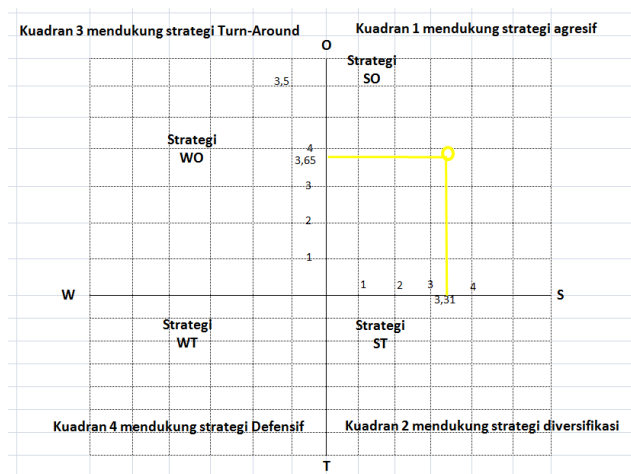 Kuadran 3 mendukung strategi Turn-Around
Kuadran 1 mendukung strategi agresif
O
Strategi
SO
3,5
Strategi
WO
4
3,65
3
2
1
1
2
3
4
3,31
W
S
Strategi
WT
Strategi
ST
Kuadran 4 mendukung strategi Defensif
Kuadran 2 mendukung strategi diversifikasi
T